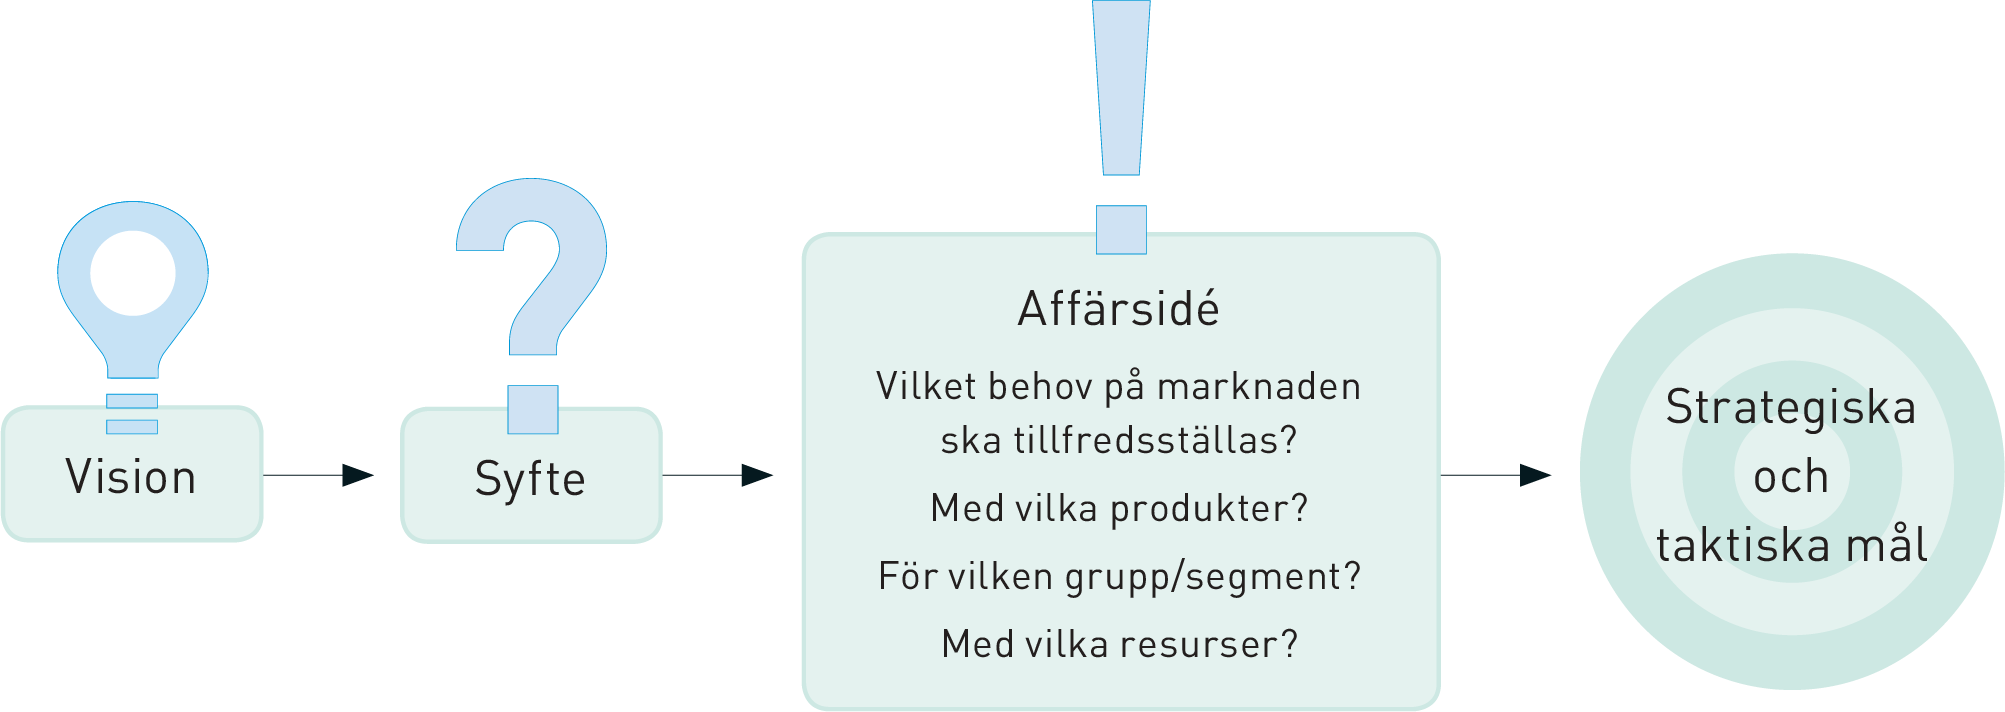 Vision
Syfte
Affärsidé
Vilket behov på marknaden
ska tillfredsställas?
Med vilka produkter?
För vilken grupp/segment?
Med vilka resurser?
Strategiska
och
taktiska mål